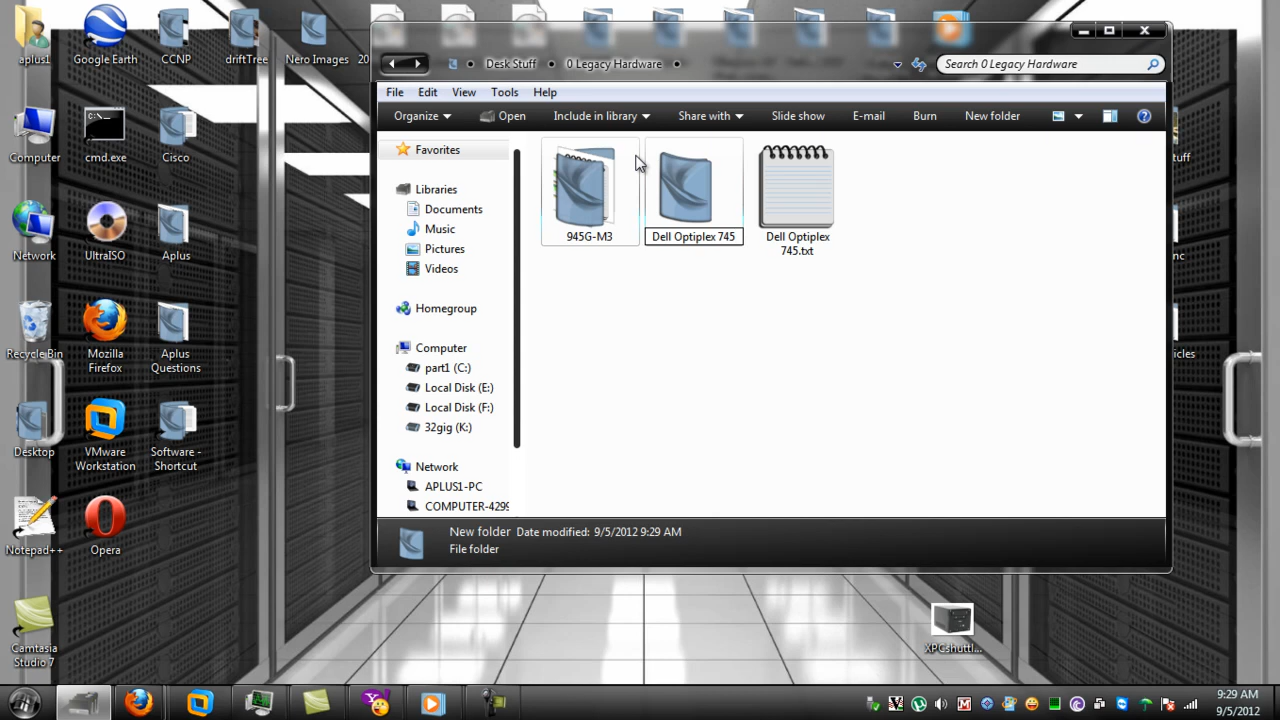 aplus1
Google Earth
CCNP
driftTree
Nero Images
20
Desk Stuff
0 Legacy Hardware
Search 0 Legacy Hardware
File
Edit
View
Tools
Help
Organize
Open
Include in library
Share with
Slide show
E-mail
Burn
New folder
Favorites
Libraries
Documents
Music
Pictures
Videos
Homegroup
Computer
part1 (C:)
Local Disk (E:)
Local Disk (F:)
32gig (K:)
Network
APLUS1-PC
COMPUTER-4299
945G-M3
Dell Optiplex 745
Dell Optiplex
745.txt
New folder
Date modified: 9/5/2012 9:29 AM
File folder
Computer
C:\_
cmd.exe
Cisco
Network
UltraISO
Aplus
Recycle Bin
Mozilla
Firefox
Aplus
Questions
Desktop
VMware
Workstation
Software -
Shortcut
Notepad++
Opera
Camtasia
Studio 7
XPCshuttl...
9:29 AM
9/5/2012